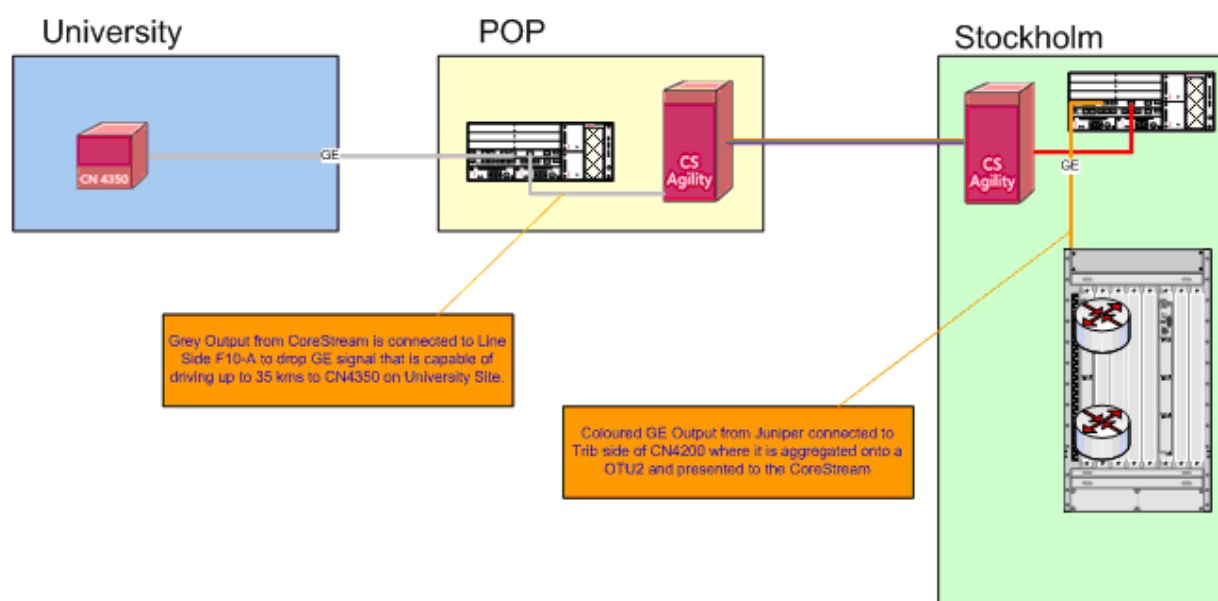 University
POP
Stockholm
CN 4350
GE
CS
Agility
CS
Agility
GE
Grey Output from CoreStream is connected to Line
Side F10-A to drop GE signal that is capable of
driving up to 35 kms to CN4350 on University Site.
Coloured GE Output from Juniper connected to
Trib side of CN4200 where it is aggregated onto a
OTU2 and presented to the CoreStream